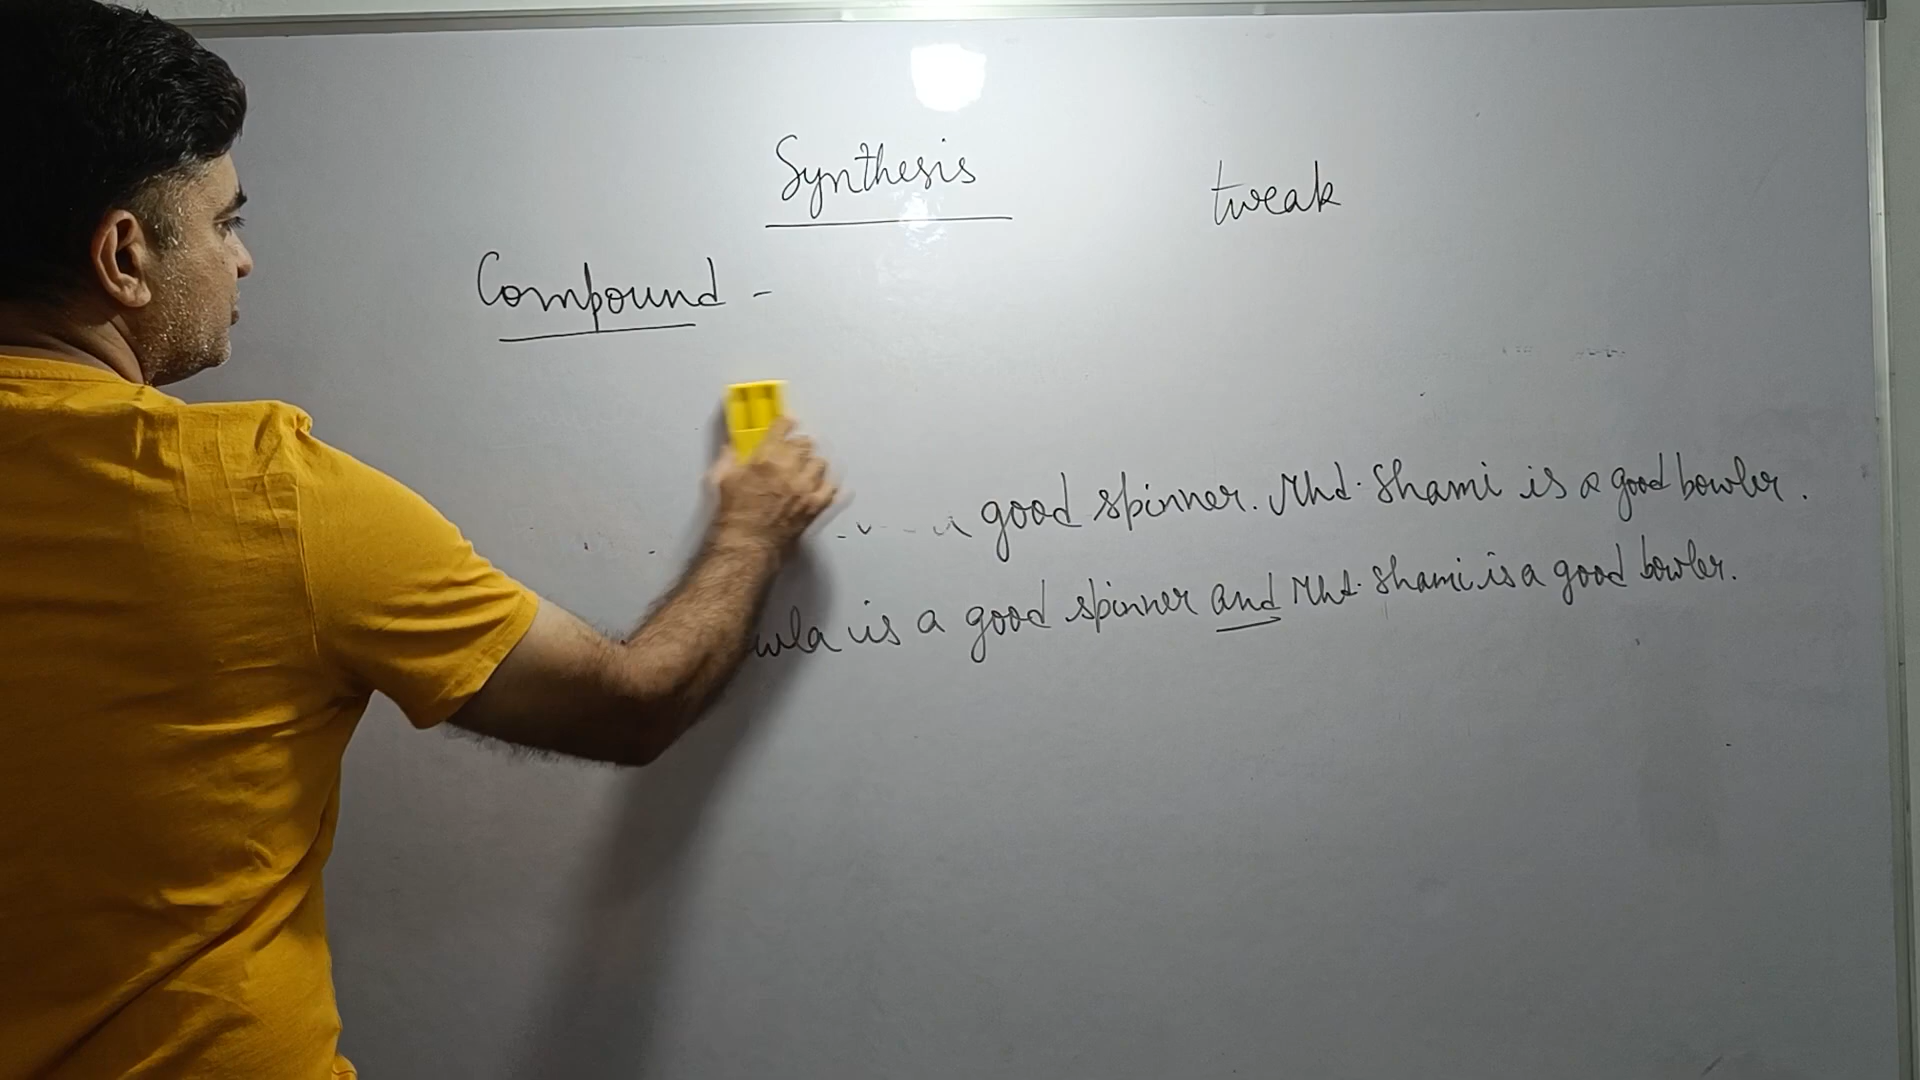 Synthesis
tweak
Compound -
good spinner. Mhd. Shami is a good bowler.
is a good spinner and Mhd. Shami is a good bowler.